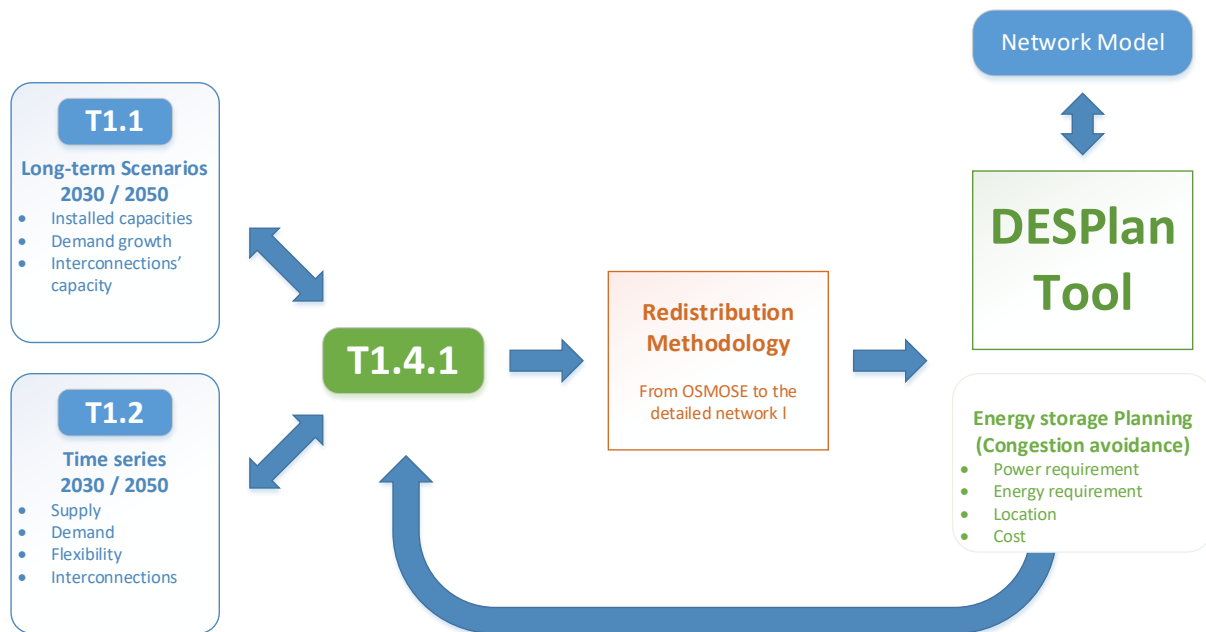 T1.1
Long-term Scenarios
2030 / 2050
• Installed capacities
• Demand growth
• Interconnections'
capacity
T1.2
Time series
2030 / 2050
• Supply
• Demand
• Flexibility
• Interconnections
T1.4.1
Redistribution
Methodology
From OSMOSE to the
detailed network l
Network Model
DESPlan
Tool
Energy storage Planning
(Congestion avoidance)
• Power requirement
• Energy requirement
• Location
• Cost